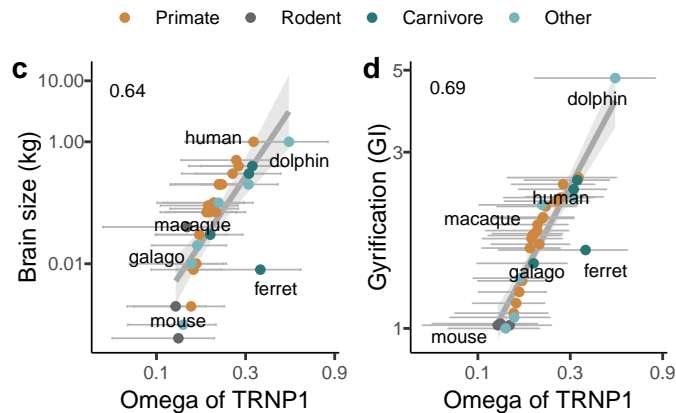 Primate Rodent Carnivore Other
c
0.64
10.00
1.00
0.01
Brain size (kg)
human
dolphin
macaque
galago
ferret
mouse
0.1 0.3 0.9
Omega of TRNP1
d
0.69
5
3
1
Gyrification (GI)
dolphin
human
macaque
galago
ferret
mouse
0.1 0.3 0.9
Omega of TRNP1